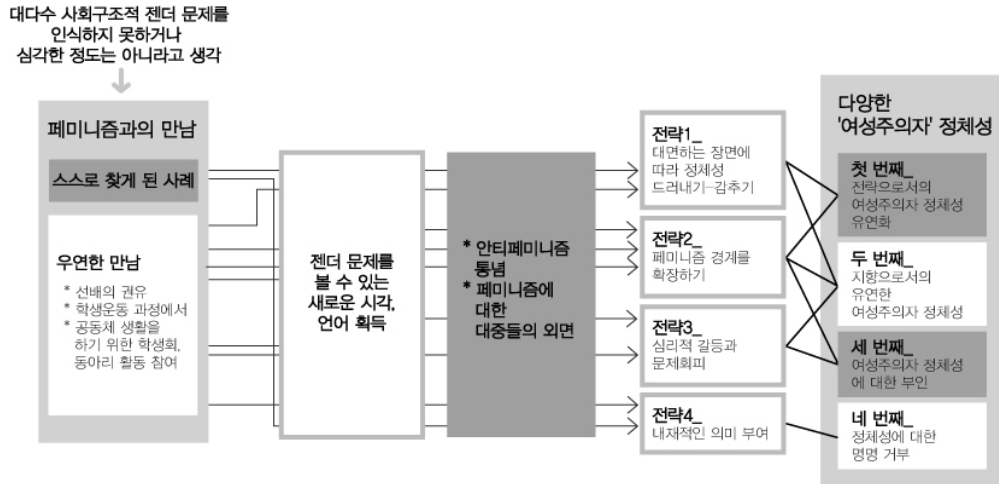 대다수 사회구조적 젠더 문제를
인식하지 못하거나
심각한 정도는 아니라고 생각
페미니즘과의 만남
스스로 찾게 된 사례
우연한 만남
* 선배의 권유
* 학생운동 과정에서
* 공동체 생활을
하기 위한 학생회,
동아리 활동 참여
젠더 문제를
볼 수 있는
새로운 시각,
언어 획득
* 안티페미니즘
통념
* 페미니즘에
대한
대중들의 외면
전략1_
대면하는 장면에
따라 정체성
드러내기-감추기
전략2_
페미니즘 경계를
확장하기
전략3_
심리적 갈등과
문제회피
전략4_
내재적인 의미 부여
다양한
'여성주의자' 정체성
첫 번째_
전략으로서의
여성주의자 정체성
유연화
두 번째_
지향으로서의
유연한
여성주의자 정체성
세 번째_
여성주의자 정체성
에 대한 부인
네 번째_
정체성에 대한
명명 거부